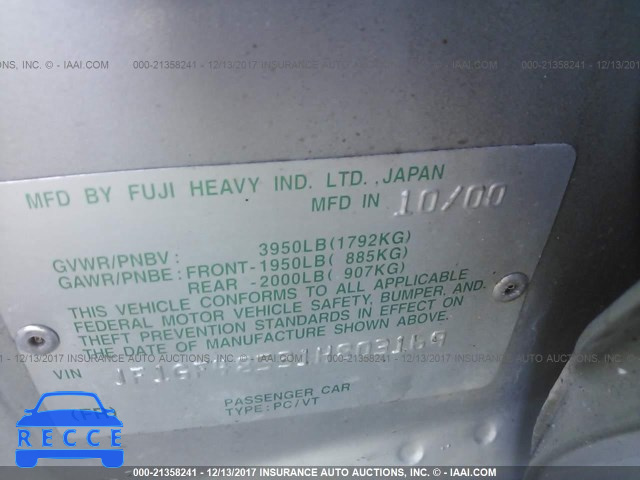 TIONS, INC. - IAAI.COM 000-21358241 - 12/13/2017 INSURANCE AUTO AUCTIONS, INC. - IAAI.COM 000-21358241 - 12/13/2017 INSURAN
MFD BY FUJI HEAVY IND. LTD., JAPAN
MFD IN 10/00
GVWR/PNBV : 3950LB(1792KG)
GAWR/PNBE : FRONT-1950LB( 885KG)
REAR -2000LB( 907KG)
THIS VEHICLE CONFORMS TO ALL APPLICABLE
FEDERAL MOTOR VEHICLE SAFETY, BUMPER, AND
THEFT PREVENTION STANDARDS IN EFFECT ON
THE DATE OF MANUFACTURE SHOWN ABOVE.
VIN
PASSENGER CAR
TYPE: PC/VT
RECCE
000-21358241 - 12/13/2017 INSURANCE AUTO AUCTIONS, INC. - IAAI.COM